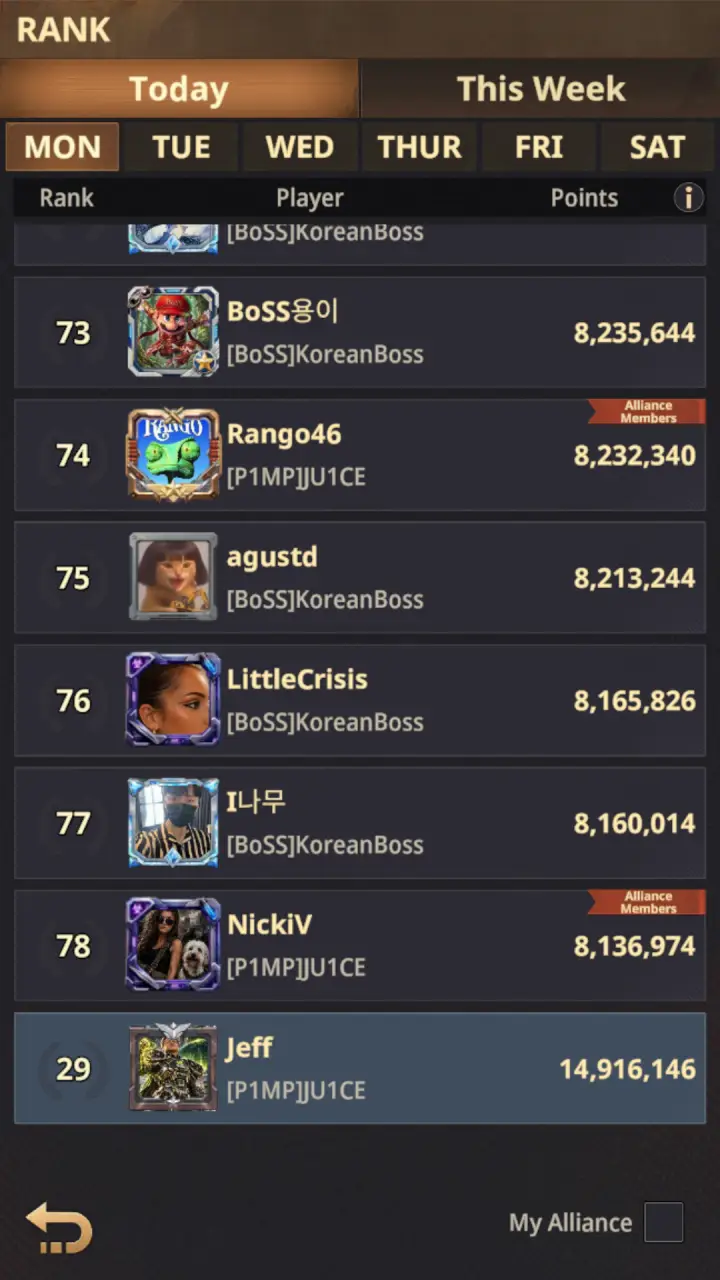 RANK
Today
This Week
MON TUE WED THUR FRI SAT
Rank Player Points
[BoSS]KoreanBoss
73
BoSS용이
[BoSS]KoreanBoss
8,235,644
74
RANGO
Rango46
[P1MP]JU1CE
Alliance
Members
8,232,340
75
agustd
[BoSS]KoreanBoss
8,213,244
76
LittleCrisis
[BoSS]KoreanBoss
8,165,826
77
I나무
[BoSS]KoreanBoss
8,160,014
78
NickiV
[P1MP]JU1CE
Alliance
Members
8,136,974
29
Jeff
[P1MP]JU1CE
14,916,146
My Alliance